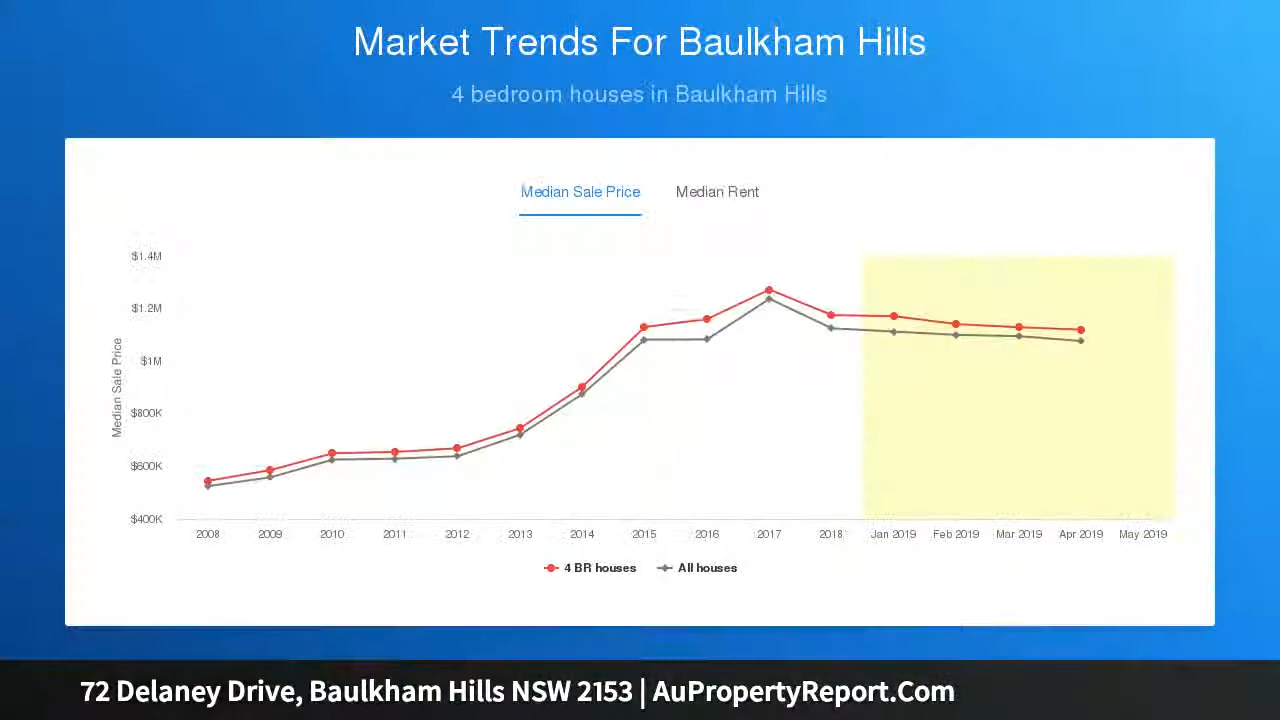 Market Trends For Baulkham Hills
4 bedroom houses in Baulkham Hills
Median Sale Price Median Rent
$1.4M
$1.2M
$1M
$800K
$600K
$400K
Median Sale Price
2008 2009 2010 2011 2012 2013 2014 2015 2016 2017 2018 Jan 2019 Feb 2019 Mar 2019 Apr 2019 May 2019
4 BR houses All houses
72 Delaney Drive, Baulkham Hills NSW 2153 | AuPropertyReport.Com